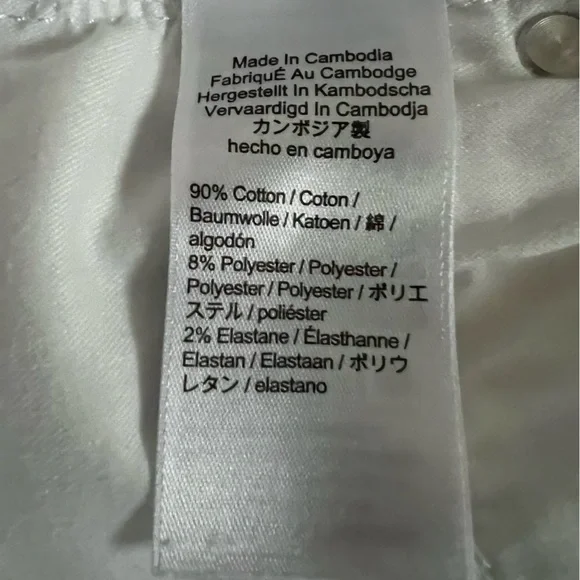 Made In Cambodia
FabriquÉ Au Cambodge
Hergestellt In Kambodscha
Vervaardigd In Cambodja
カンボジア製
hecho en camboya
90% Cotton / Coton /
Baumwolle / Katoen / 綿 /
algodón
8% Polyester / Polyester /
Polyester / Polyester / ポリエ
ステル / poliéster
2% Elastane / Élasthanne /
Elastan / Elastaan / ポリウ
レタン / elastano